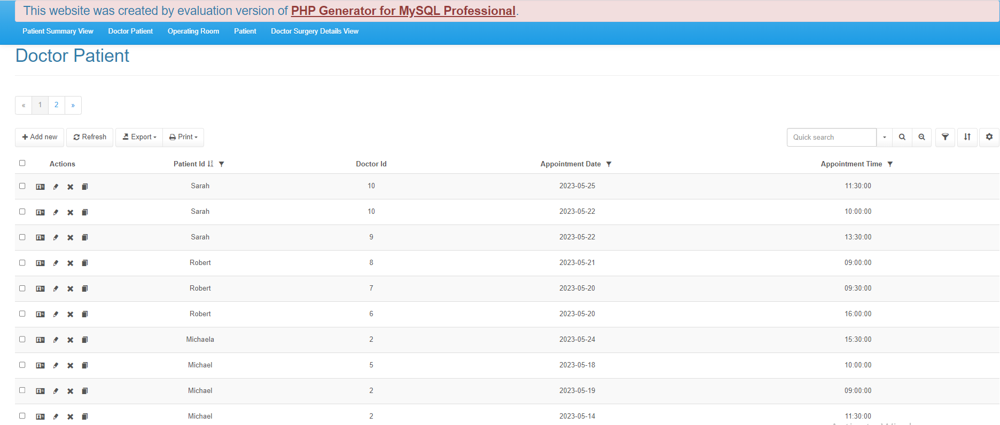 This website was created by evaluation version of PHP Generator for MySQL Professional.
Patient Summary View Doctor Patient Operating Room Patient Doctor Surgery Details View
Doctor Patient
« 1 2 »
Add new Refresh Export Print Quick search
Actions Patient Id Doctor Id Appointment Date Appointment Time
Sarah 10 2023-05-25 11:30:00
Sarah 10 2023-05-22 10:00:00
Sarah 9 2023-05-22 13:30:00
Robert 8 2023-05-21 09:00:00
Robert 7 2023-05-20 09:30:00
Robert 6 2023-05-20 16:00:00
Michaela 2 2023-05-24 15:30:00
Michael 5 2023-05-18 10:00:00
Michael 2 2023-05-19 09:00:00
Michael 2 2023-05-14 11:30:00